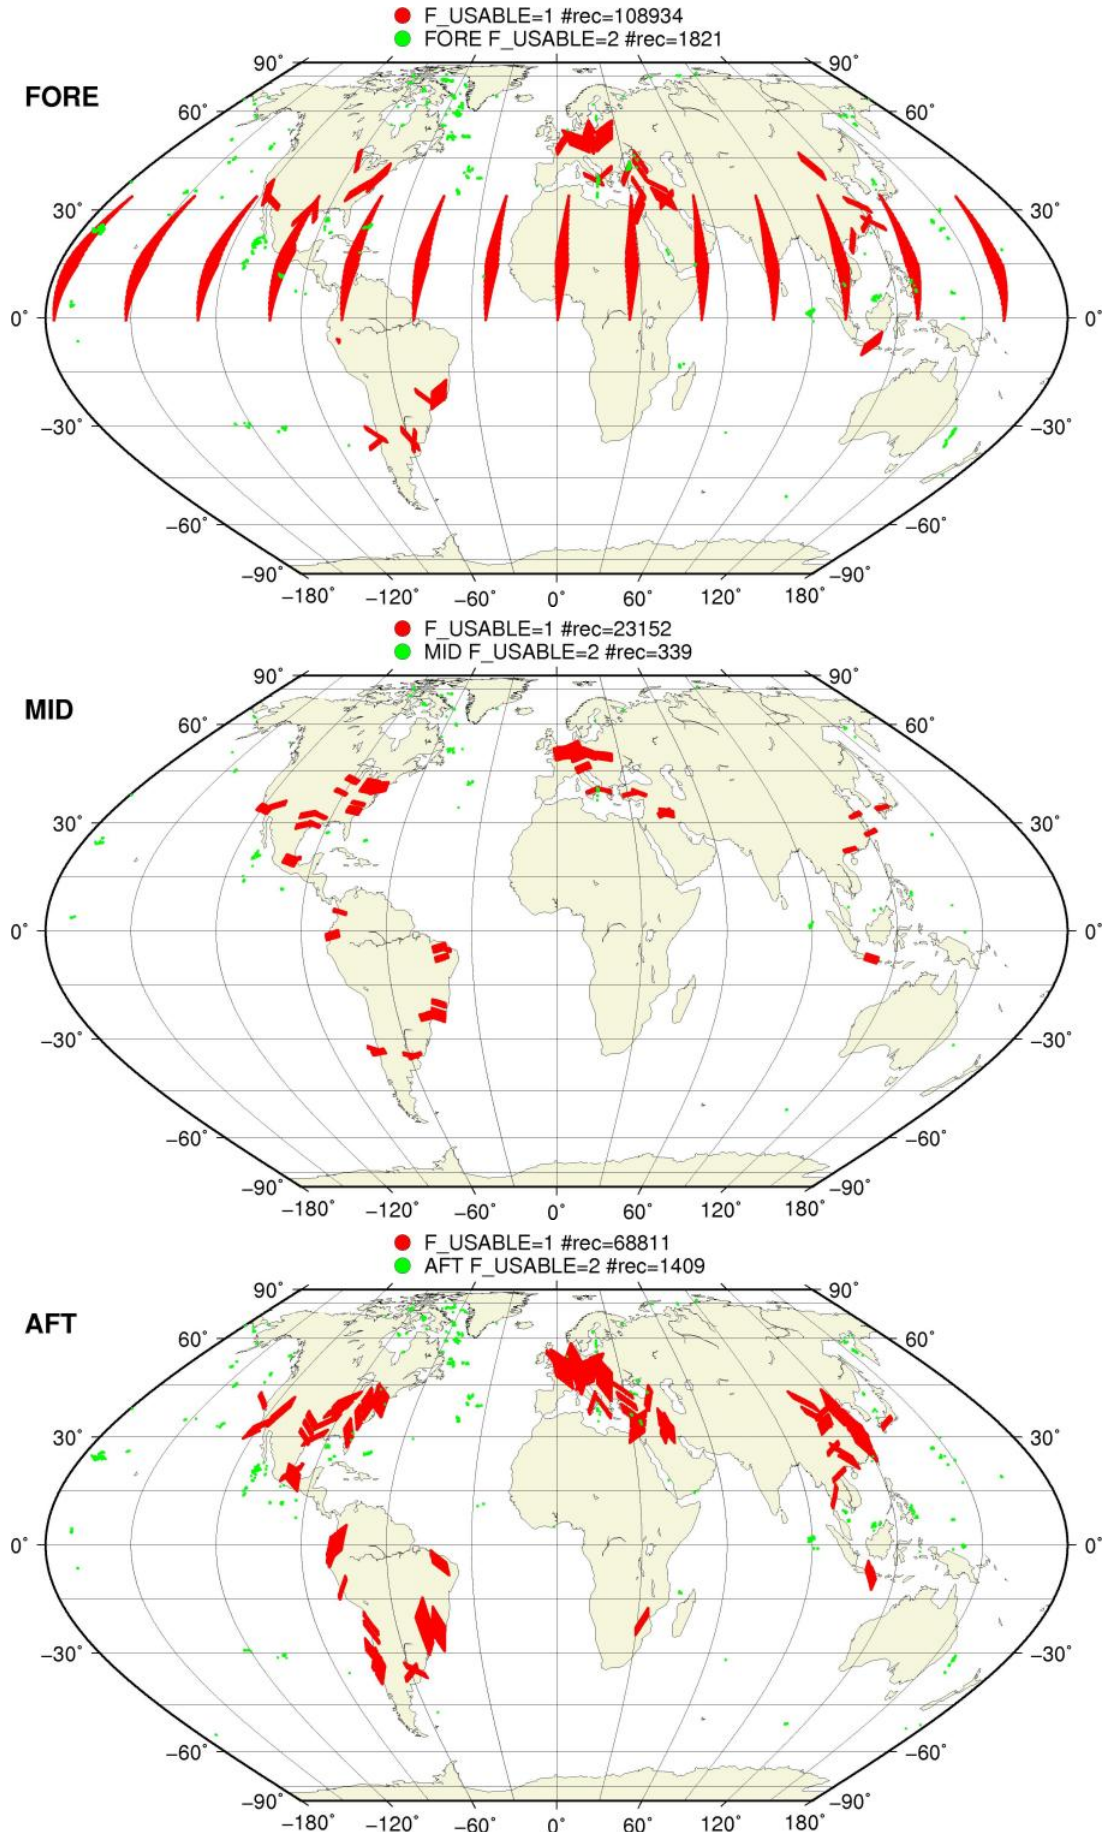 F_USABLE=1 #rec=108934
FORE F_USABLE=2 #rec=1821
FORE
90° 90°
60° 60°
30° 30°
0° 0°
−30° −30°
−60° −60°
−90° −90°
−180° −120° −60° 0° 60° 120° 180°
F_USABLE=1 #rec=23152
MID F_USABLE=2 #rec=339
MID
90° 90°
60° 60°
30° 30°
0° 0°
−30° −30°
−60° −60°
−90° −90°
−180° −120° −60° 0° 60° 120° 180°
F_USABLE=1 #rec=68811
AFT F_USABLE=2 #rec=1409
AFT
90° 90°
60° 60°
30° 30°
0° 0°
−30° −30°
−60° −60°
−90° −90°
−180° −120° −60° 0° 60° 120° 180°